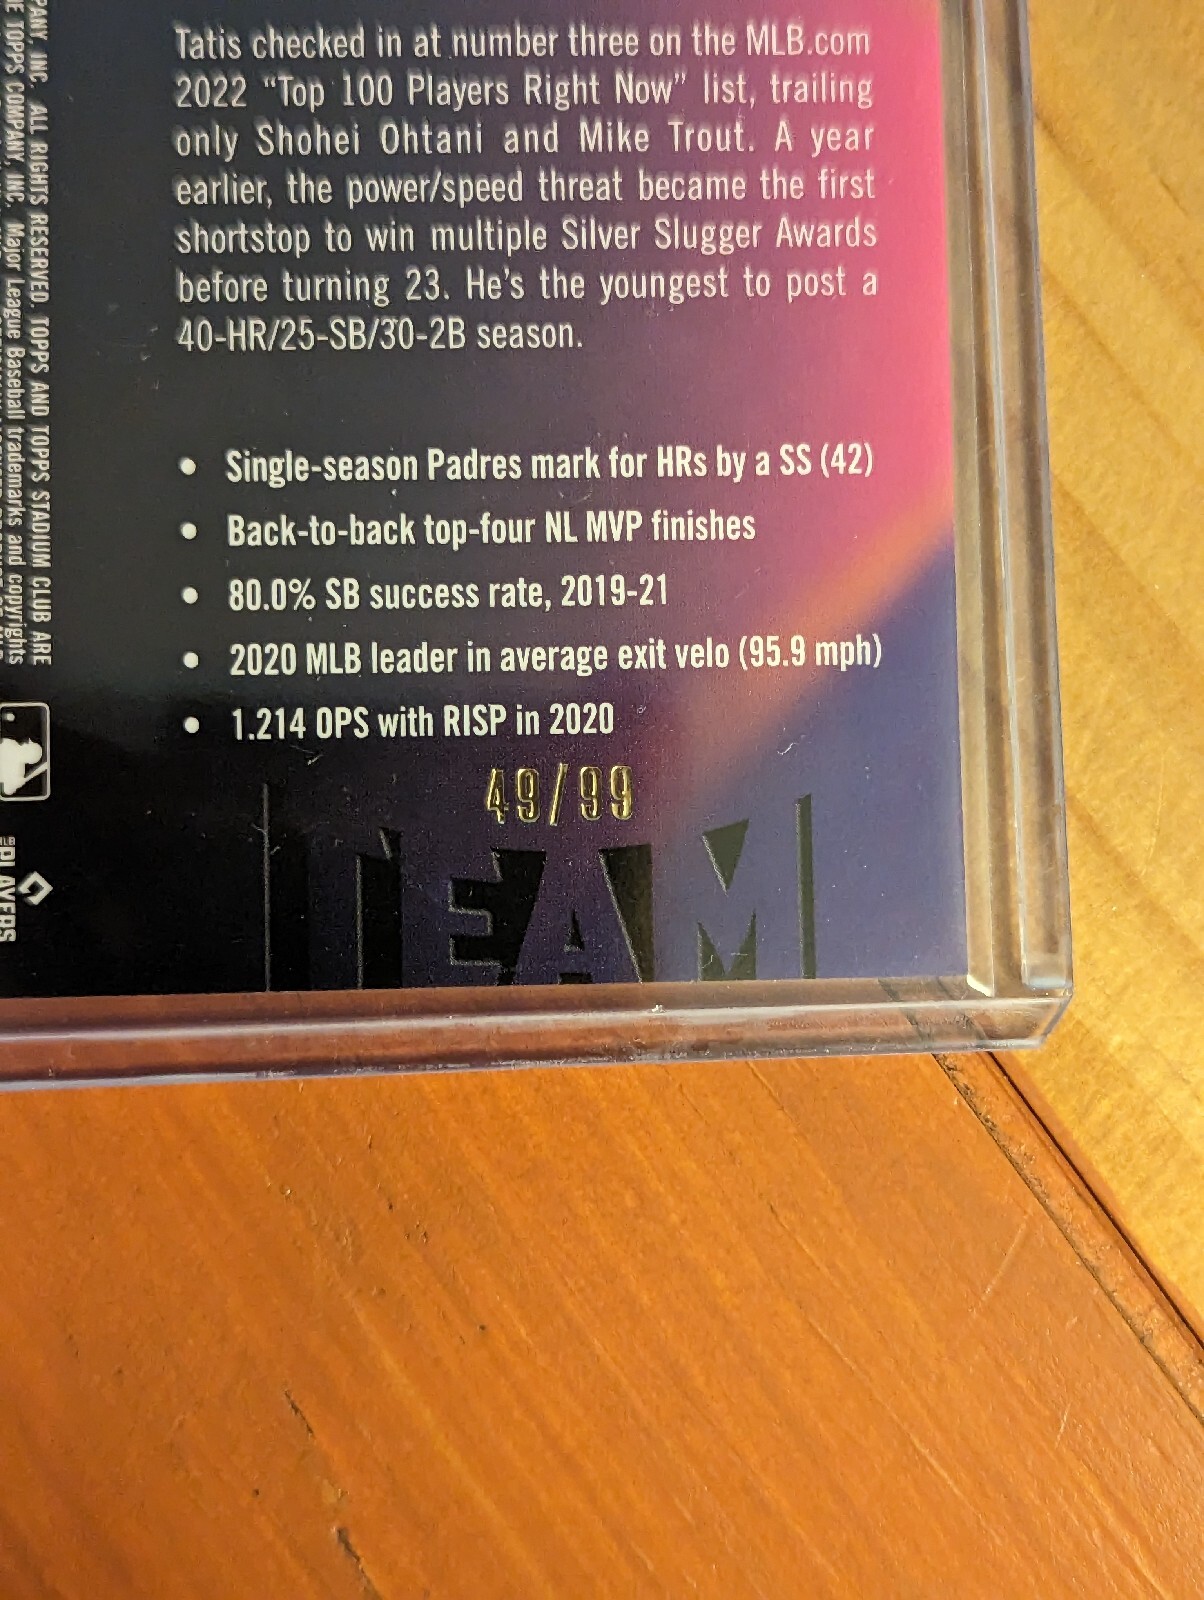 Tatis checked in at number three on the MLB.com
2022 “Top 100 Players Right Now” list, trailing
only Shohei Ohtani and Mike Trout. A year
earlier, the power/speed threat became the first
shortstop to win multiple Silver Slugger Awards
before turning 23. He’s the youngest to post a
40-HR/25-SB/30-2B season.
• Single-season Padres mark for HRs by a SS (42)
• Back-to-back top-four NL MVP finishes
• 80.0% SB success rate, 2019-21
• 2020 MLB leader in average exit velo (95.9 mph)
• 1.214 OPS with RISP in 2020
49/99
TEAM
INC. ALL RIGHTS RESERVED. TOPPS AND TOPPS STADIUM CLUB ARE
TOPPS COMPANY, INC. Major League Baseball trademarks and copyrights
MLB
PLAYERS